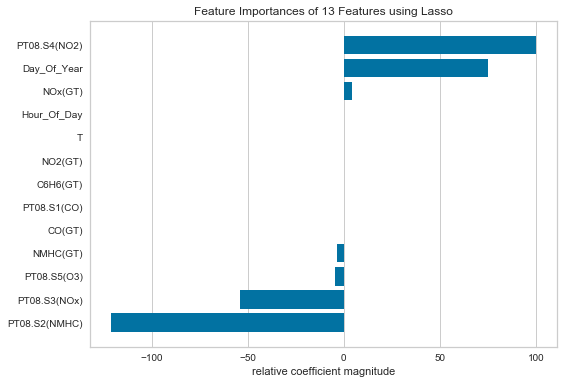 Feature Importances of 13 Features using Lasso
PT08.S4(NO2)
Day_Of_Year
NOx(GT)
Hour_Of_Day
T
NO2(GT)
C6H6(GT)
PT08.S1(CO)
CO(GT)
NMHC(GT)
PT08.S5(O3)
PT08.S3(NOx)
PT08.S2(NMHC)
−100
−50
0
50
100
relative coefficient magnitude